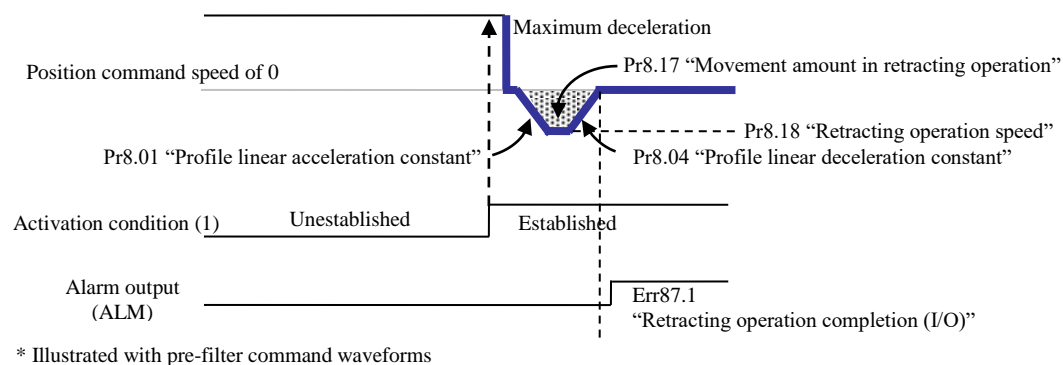 Maximum deceleration
Position command speed of 0
Pr8.17 “Movement amount in retracting operation”
Pr8.18 “Retracting operation speed”
Pr8.01 “Profile linear acceleration constant”
Pr8.04 “Profile linear deceleration constant”
Activation condition (1)
Unestablished
Established
Alarm output
(ALM)
Err87.1
“Retracting operation completion (I/O)”
* Illustrated with pre-filter command waveforms